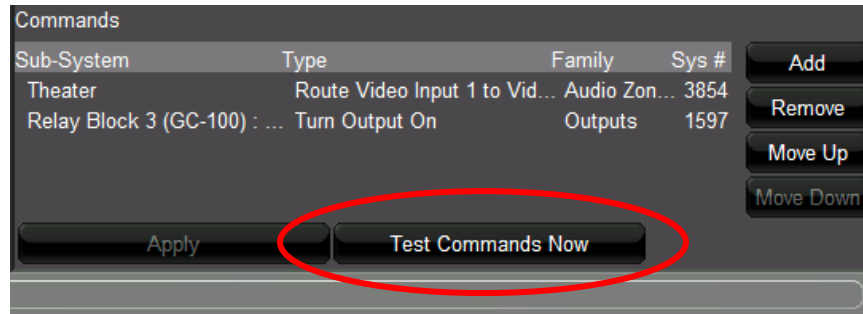 Commands
Sub-System Type Family Sys #
Theater Route Video Input 1 to Vid... Audio Zon... 3854
Relay Block 3 (GC-100) : ... Turn Output On Outputs 1597
Add
Remove
Move Up
Move Down
Apply Test Commands Now